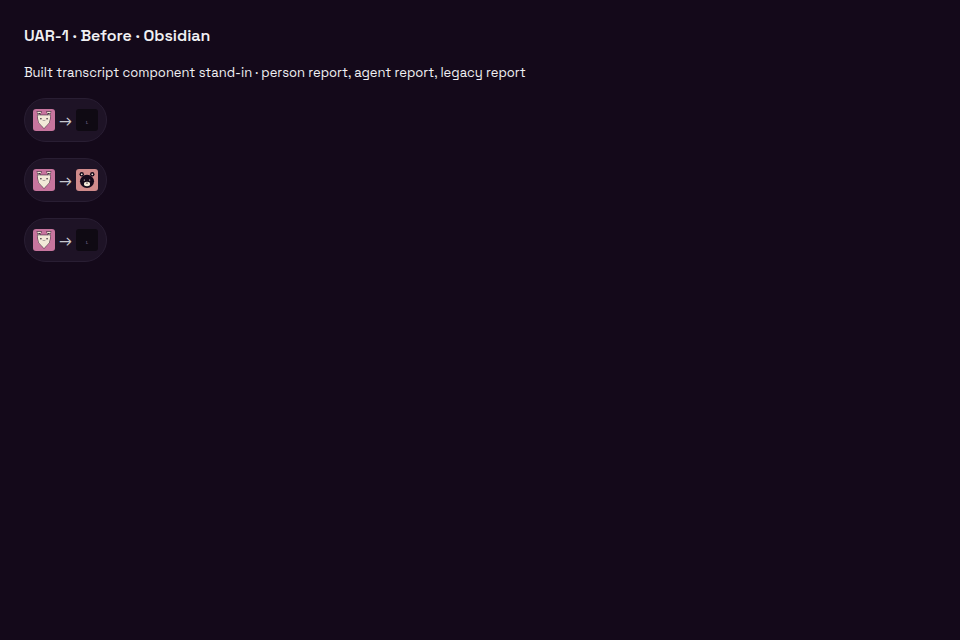 UAR-1 · Before · Obsidian
Built transcript component stand-in · person report, agent report, legacy report
→
→
→